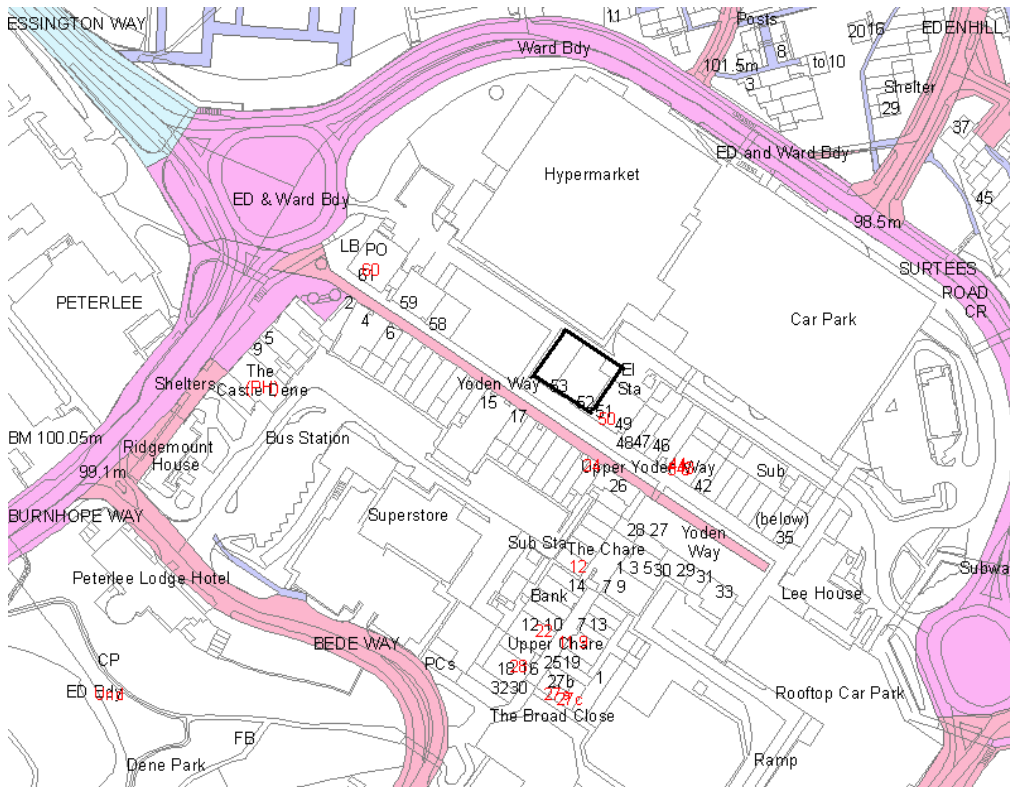 ESSINGTON WAY
Ward Bdy
11
Posts
8
2016
EDENHILL
101.5m
3
to 10
Shelter
29
37
ED and Ward Bdy
45
Hypermarket
ED & Ward Bdy
98.5m
LB PO
60
SURTEES
ROAD
CR
PETERLEE
2
4
6
59
58
Car Park
5
9
The
Castle Dene
(PH)
Shelters
El
Sta
53
52
51
50
49
48 47 46
Yoden Way
15
17
BM 100.05m
Ridgemount
House
99.1m
Bus Station
Upper Yoden Way
26
42
Sub
(below)
35
BURNHOPE WAY
Superstore
28 27
Yoden
Way
Sub Sta
The Chare
12
1 3 5 30 29 31
33
14
7 9
Peterlee Lodge Hotel
Bank
Lee House
Subwa
12 10
22
7 13
BEDE WAY
Upper Chare
PCs
28
25 19
1
CP
3230
27b
27c
ED Bdy
Rooftop Car Park
The Broad Close
FB
Dene Park
Ramp